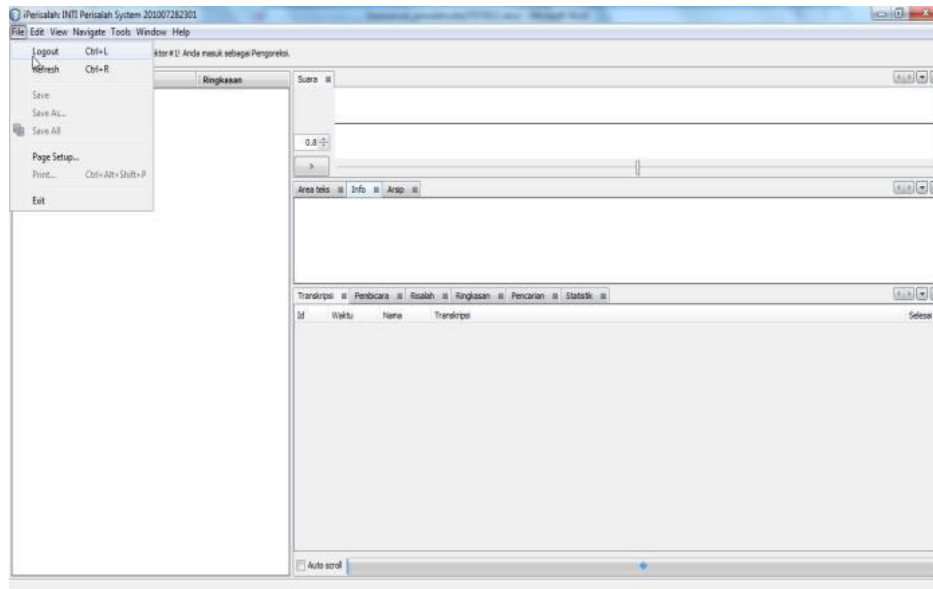 iPerisalah: INTI Perisalah System 201007282301
File Edit View Navigate Tools Window Help
Logout Ctrl+L
ktor#1! Anda masuk sebagai Pengoreksi.
Refresh Ctrl+R
Save
Save As...
Save All
Page Setup...
Print... Ctrl+Alt+Shift+P
Exit
Ringkasan
Suara
0.8
>
Area teks Info Arsip
Transkripsi Pembicara Risalah Ringkasan Pencarian Statistik
Id Waktu Nama Transkripsi Selesai
Auto scroll